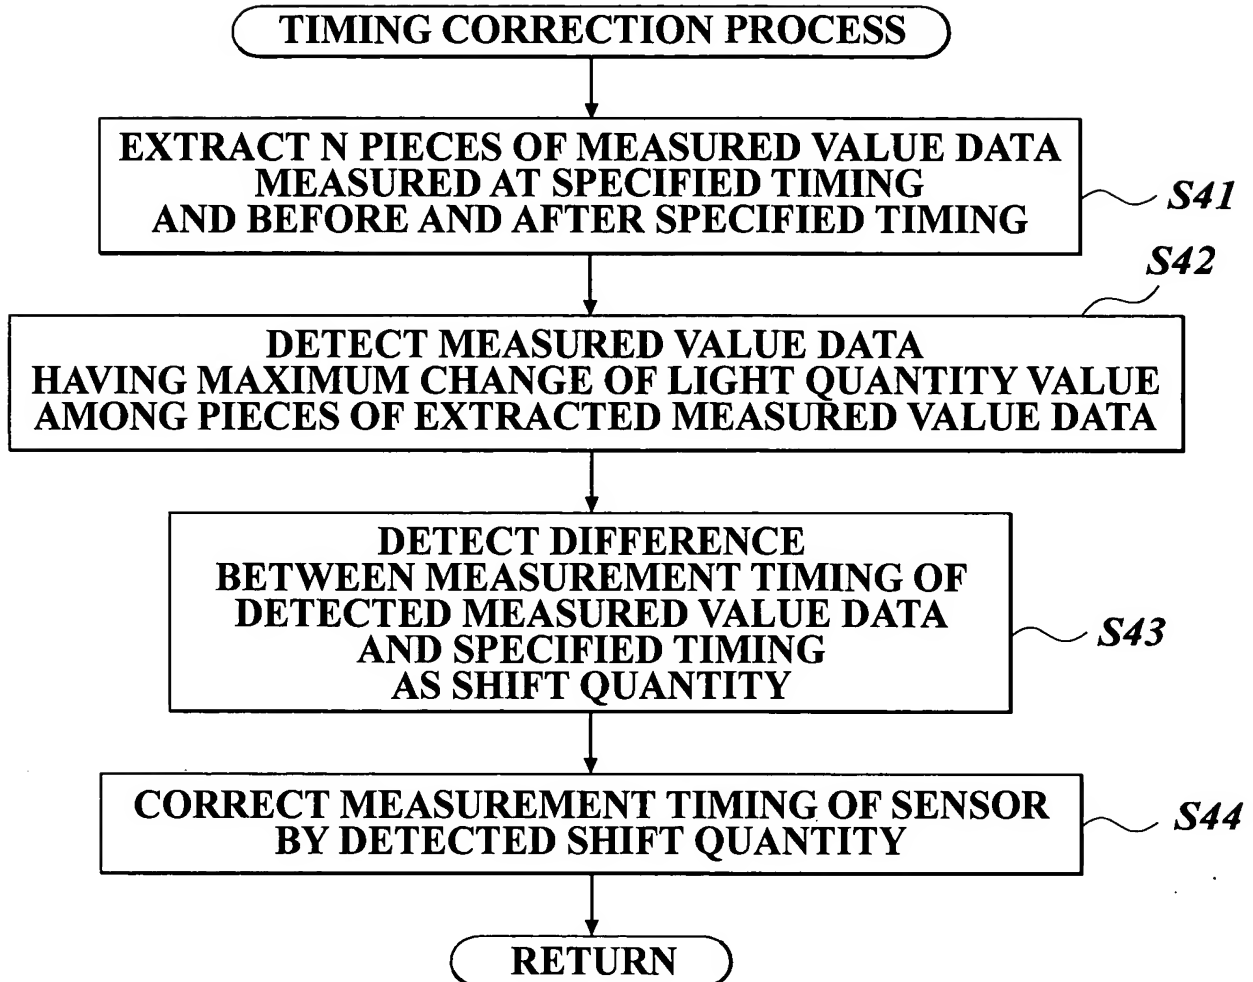 TIMING CORRECTION PROCESS
EXTRACT N PIECES OF MEASURED VALUE DATA
MEASURED AT SPECIFIED TIMING
AND BEFORE AND AFTER SPECIFIED TIMING
S41
S42
DETECT MEASURED VALUE DATA
HAVING MAXIMUM CHANGE OF LIGHT QUANTITY VALUE
AMONG PIECES OF EXTRACTED MEASURED VALUE DATA
DETECT DIFFERENCE
BETWEEN MEASUREMENT TIMING OF
DETECTED MEASURED VALUE DATA
AND SPECIFIED TIMING
AS SHIFT QUANTITY
S43
CORRECT MEASUREMENT TIMING OF SENSOR
BY DETECTED SHIFT QUANTITY
S44
RETURN